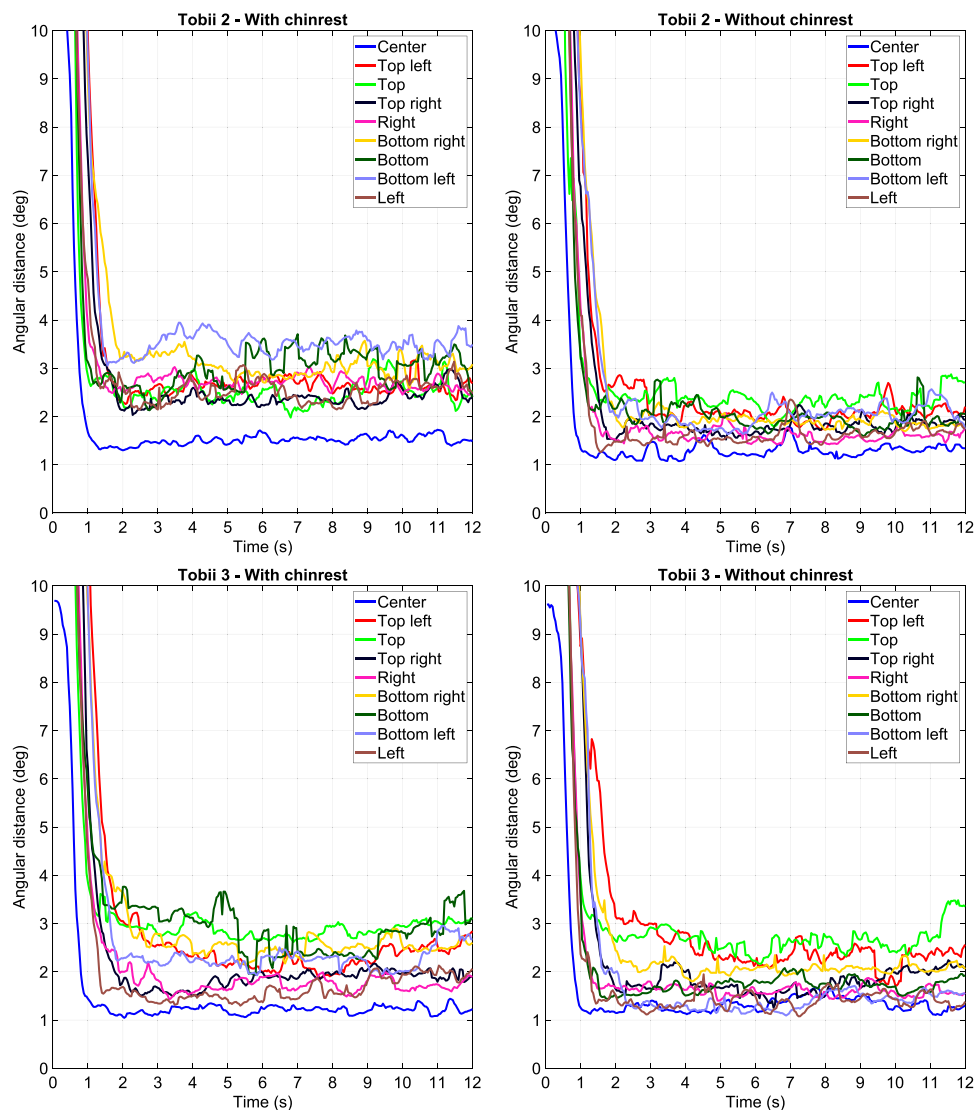 Tobii 2 - With chinrest
10
9
8
7
6
5
4
3
2
1
0
Angular distance (deg)
Center
Top left
Top
Top right
Right
Bottom right
Bottom
Bottom left
Left
0 1 2 3 4 5 6 7 8 9 10 11 12
Time (s)
Tobii 2 - Without chinrest
10
9
8
7
6
5
4
3
2
1
0
Angular distance (deg)
Center
Top left
Top
Top right
Right
Bottom right
Bottom
Bottom left
Left
0 1 2 3 4 5 6 7 8 9 10 11 12
Time (s)
Tobii 3 - With chinrest
10
9
8
7
6
5
4
3
2
1
0
Angular distance (deg)
Center
Top left
Top
Top right
Right
Bottom right
Bottom
Bottom left
Left
0 1 2 3 4 5 6 7 8 9 10 11 12
Time (s)
Tobii 3 - Without chinrest
10
9
8
7
6
5
4
3
2
1
0
Angular distance (deg)
Center
Top left
Top
Top right
Right
Bottom right
Bottom
Bottom left
Left
0 1 2 3 4 5 6 7 8 9 10 11 12
Time (s)